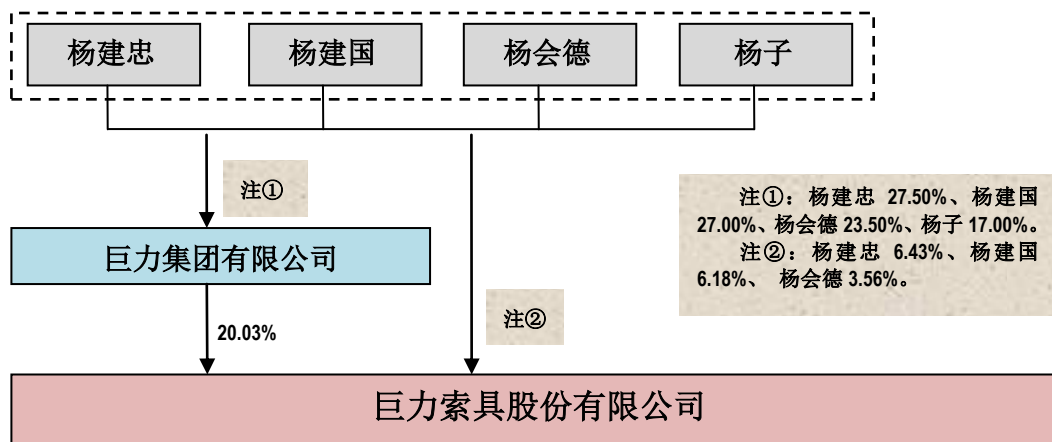 杨建忠
杨建国
杨会德
杨子
注①
注①：杨建忠 27.50%、杨建国
27.00%、杨会德 23.50%、杨子 17.00%。
注②：杨建忠 6.43%、杨建国
6.18%、 杨会德 3.56%。
巨力集团有限公司
注②
20.03%
巨力索具股份有限公司